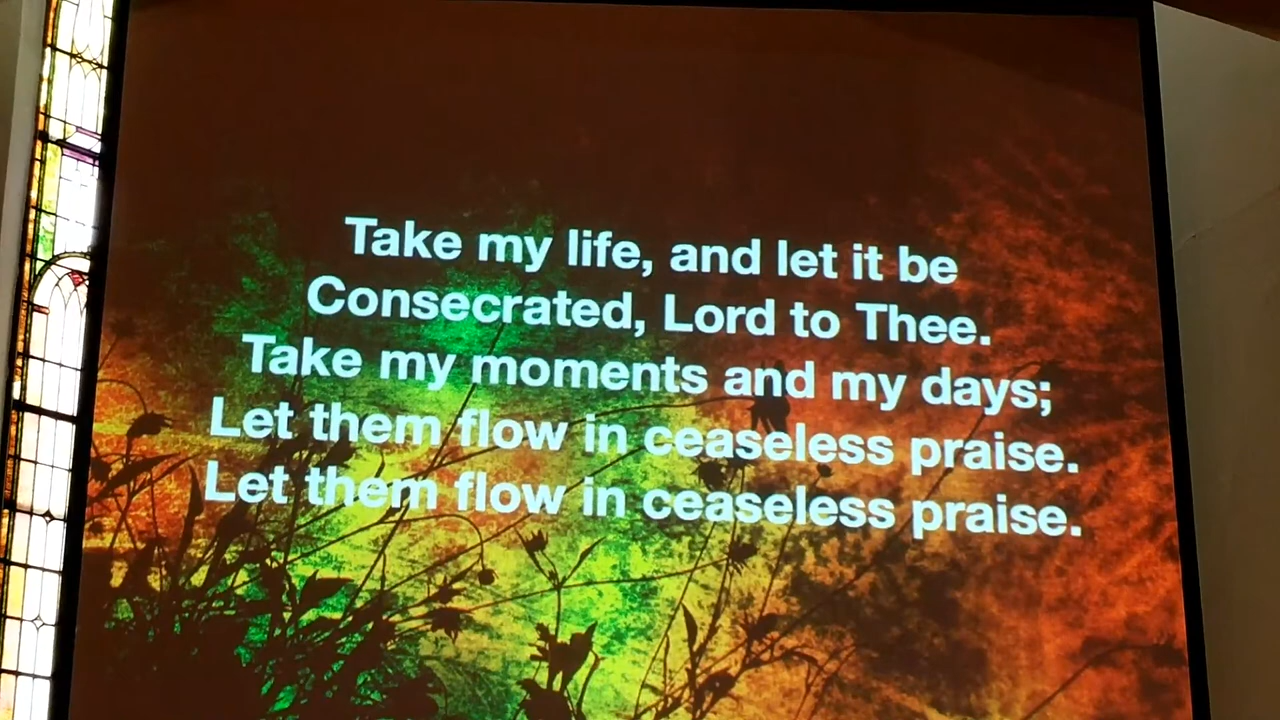 Take my life, and let it be
Consecrated, Lord to Thee.
Take my moments and my days;
Let them flow in ceaseless praise.
Let them flow in ceaseless praise.